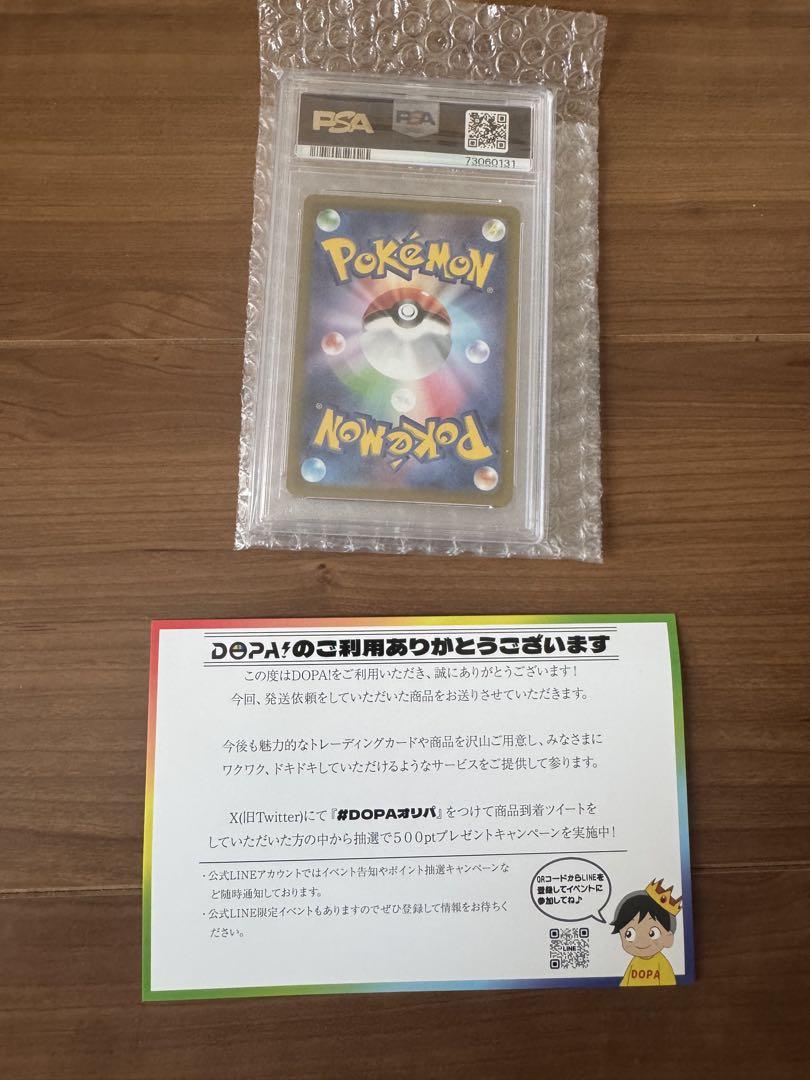 PSA
PSA
73060131
POKéMON
®
®
POKéMON
DOPA!のご利用ありがとうございます
この度はDOPA!をご利用いただき、誠にありがとうございます!
今回、発送依頼をしていただいた商品をお送りさせていただきます。
今後も魅力的なトレーディングカードや商品を沢山ご用意し、みなさまに
ワクワク、ドキドキしていただけるようなサービスをご提供して参ります。
X(旧Twitter)にて『#DOPAオリパ』をつけて商品到着ツイートを
していただいた方の中から抽選で500ptプレゼントキャンペーンを実施中!
・公式LINEアカウントではイベント告知やポイント抽選キャンペーンな
ど随時通知しております。
・公式LINE限定イベントもありますのでぜひ登録して情報をお待ちく
ださい。
QRコードからLINEを
登録してイベントに
参加してね♪
LINE
DOPA